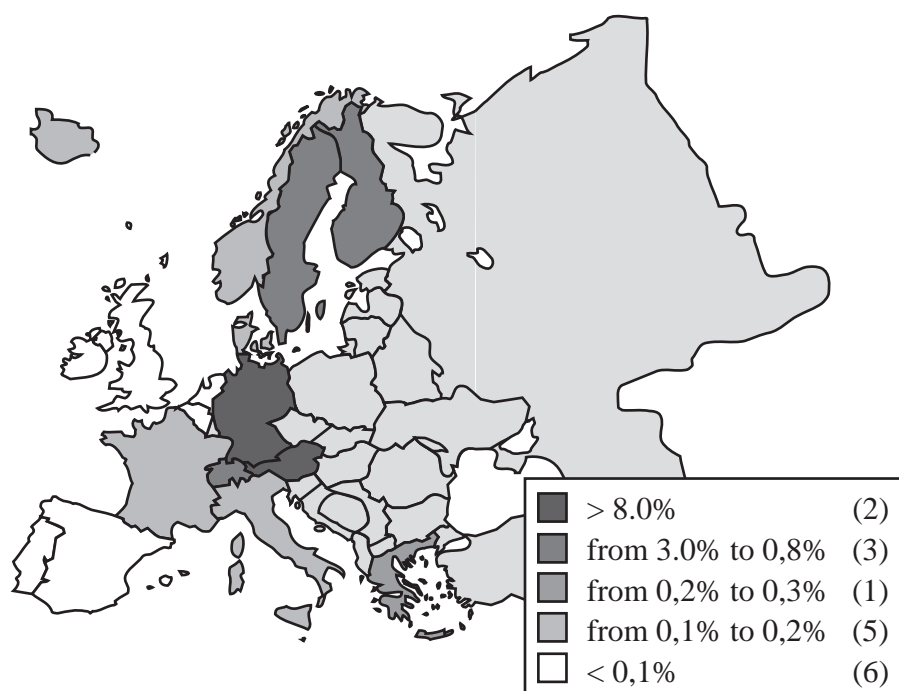 > 8.0% (2)
from 3.0% to 0,8% (3)
from 0,2% to 0,3% (1)
from 0,1% to 0,2% (5)
< 0,1% (6)